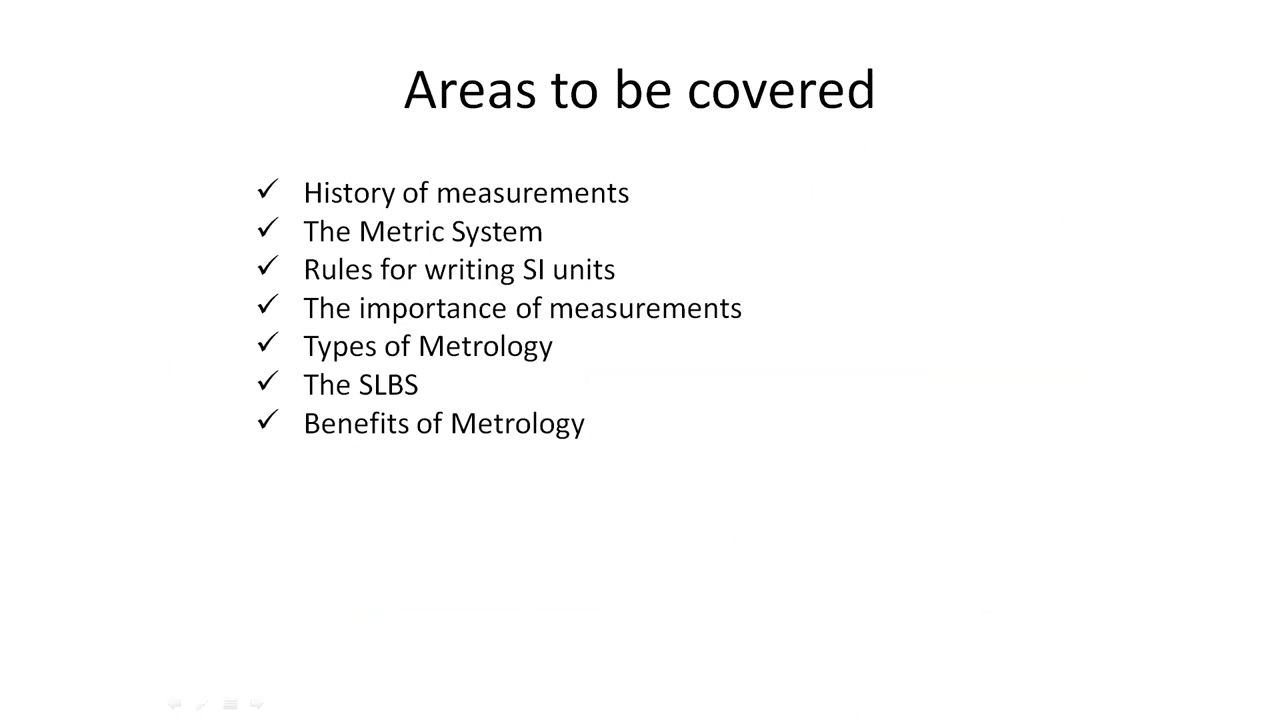 Areas to be covered
✓ History of measurements
✓ The Metric System
✓ Rules for writing SI units
✓ The importance of measurements
✓ Types of Metrology
✓ The SLBS
✓ Benefits of Metrology